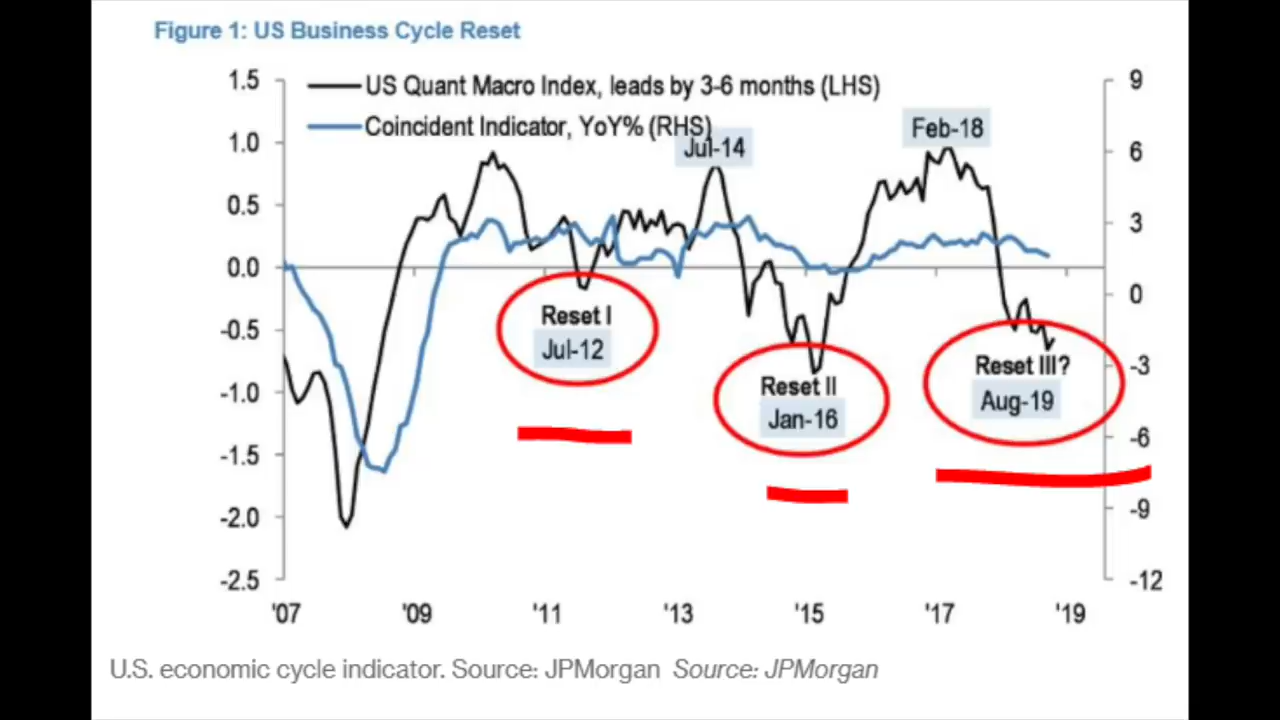 Figure 1: US Business Cycle Reset
1.5 US Quant Macro Index, leads by 3-6 months (LHS) 9
Coincident Indicator, YoY% (RHS)
Feb-18
1.0 Jul-14 6
0.5 3
0.0
0
Reset I
-0.5
Jul-12
Reset III? -3
Reset II
-1.0 Aug-19
Jan-16
-6
-1.5
-9
-2.0
-2.5 -12
'07 '09 '11 '13 '15 '17 '19
U.S. economic cycle indicator. Source: JPMorgan Source: JPMorgan